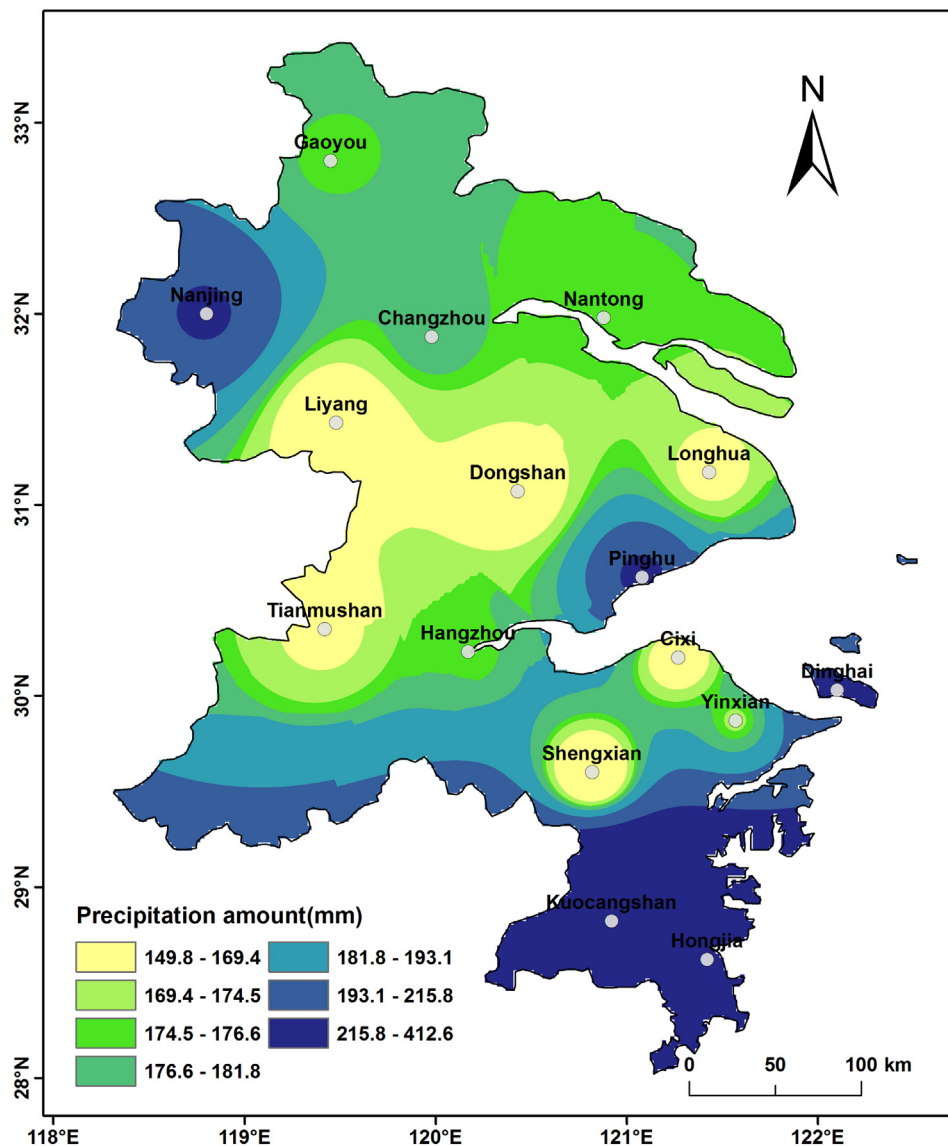 N
33°N
32°N
31°N
30°N
29°N
28°N
Gaoyou
Nanjing
Changzhou
Nantong
Liyang
Longhua
Dongshan
Pinghu
Tianmushan
Hangzhou
Cixi
Dinghai
Yinxian
Shengxian
Kuocangshan
Hongjia
Precipitation amount(mm)
149.8 - 169.4
169.4 - 174.5
174.5 - 176.6
176.6 - 181.8
181.8 - 193.1
193.1 - 215.8
215.8 - 412.6
0 50 100 km
118°E 119°E 120°E 121°E 122°E